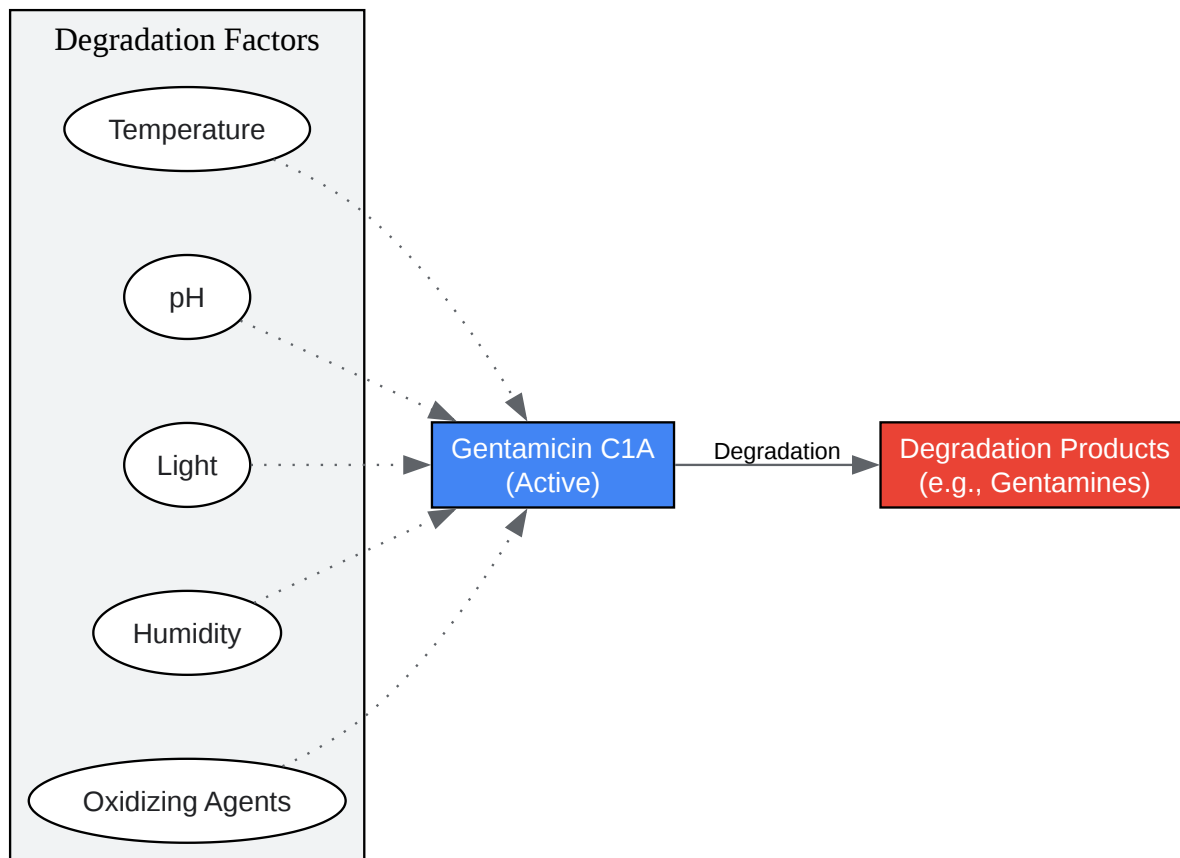 Degradation Factors
Temperature
pH
Light
Humidity
Oxidizing Agents
Gentamicin C1A
(Active)
Degradation
Degradation Products
(e.g., Gentamines)